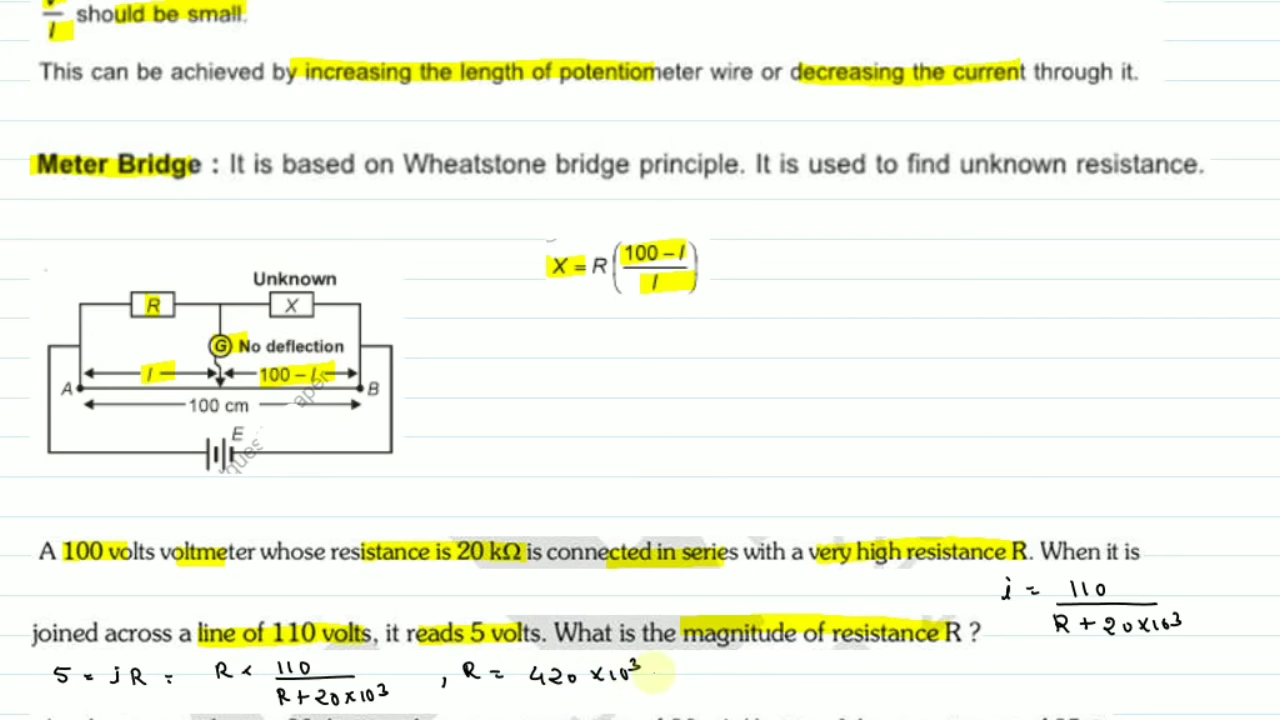 V/l should be small.
This can be achieved by increasing the length of potentiometer wire or decreasing the current through it.
Meter Bridge : It is based on Wheatstone bridge principle. It is used to find unknown resistance.
X = R (100 – l / l)
Unknown
R X
G No deflection
l 100 – l
A B
100 cm
E
A 100 volts voltmeter whose resistance is 20 kΩ is connected in series with a very high resistance R. When it is
i = 110 / R + 20×10³
joined across a line of 110 volts, it reads 5 volts. What is the magnitude of resistance R ?
5 = iR = R × 110 / R+20×10³ , R = 420 ×10³